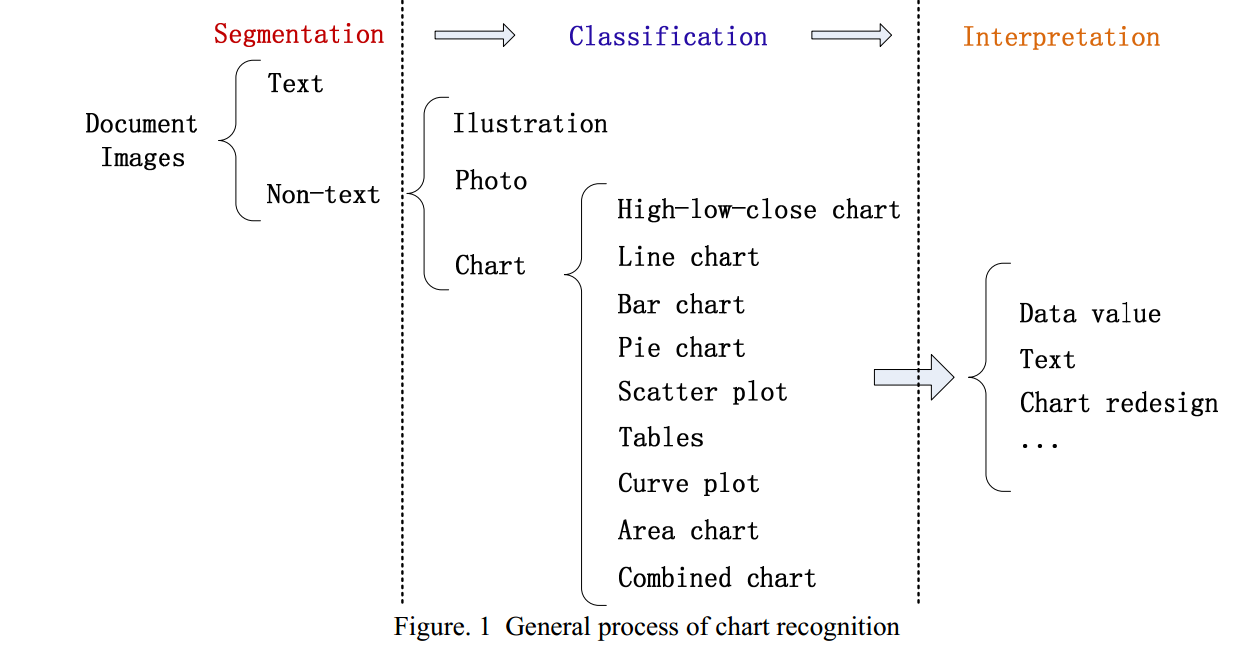 Segmentation
Classification
Interpretation
Document
Images
Text
Non-text
Ilustration
Photo
Chart
High-low-close chart
Line chart
Bar chart
Pie chart
Scatter plot
Tables
Curve plot
Area chart
Combined chart
Data value
Text
Chart redesign
...
Figure. 1 General process of chart recognition